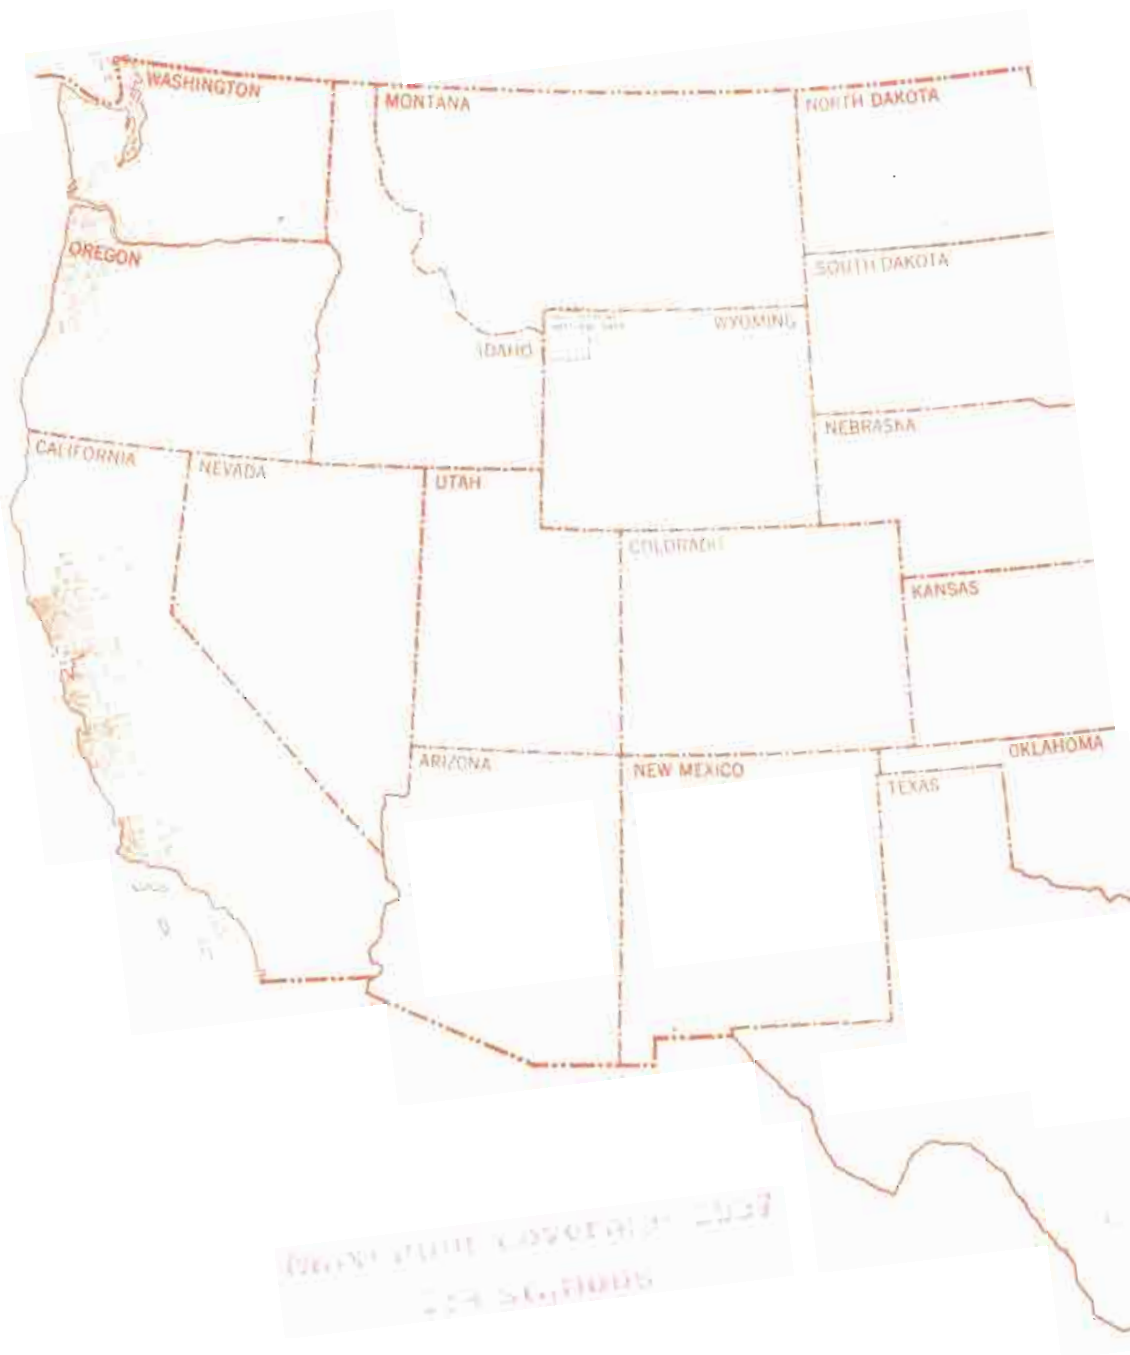 WASHINGTON
MONTANA
NORTH DAKOTA
OREGON
SOUTH DAKOTA
WYOMING
IDAHO
NEBRASKA
CALIFORNIA
NEVADA
UTAH
COLORADO
KANSAS
OKLAHOMA
ARIZONA
NEW MEXICO
TEXAS